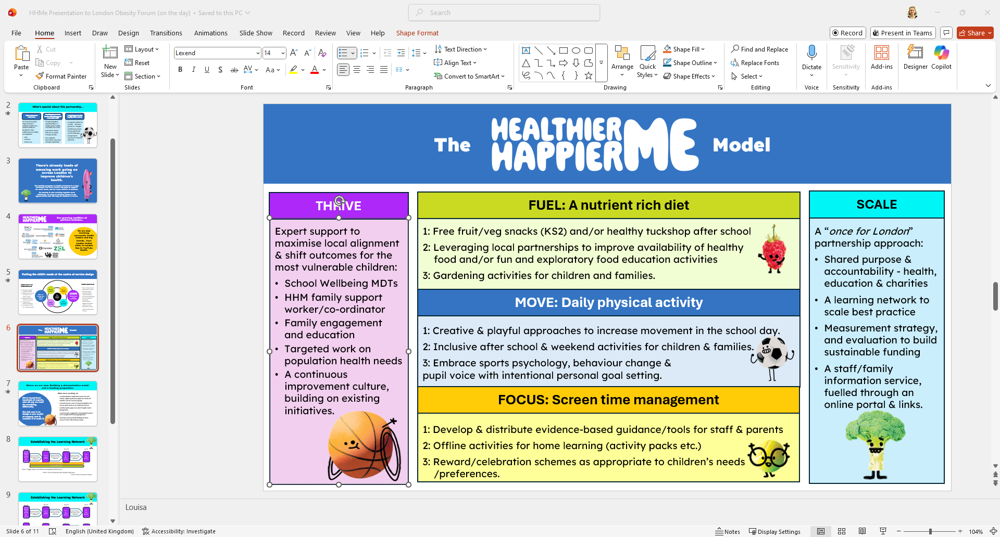 HHMe Presentation to London Obesity Forum (on the day) • Saved to this PC
Search
File Home Insert Draw Design Transitions Animations Slide Show Record Review View Help Shape Format
Record Present in Teams Share
Paste
Cut
Copy
Format Painter
Clipboard
New Slide
Layout
Reset
Section
Slides
Lexend 14
Font
Text Direction
Align Text
Convert to SmartArt
Paragraph
Arrange
Quick Styles
Shape Fill
Shape Outline
Shape Effects
Drawing
Find and Replace
Replace Fonts
Select
Editing
Dictate
Voice
Sensitivity
Sensitivity
Add-ins
Add-ins
Designer
Copilot
2
What's special about this partnership...
3
There's already loads of
amazing work going on
across London to
improve children's
health.
4
HEALTHIER HAPPIER ME
Our growing coalition of
partners includes...
5
Putting the child's needs at the centre of service design
6
7
Where we are now: Building a demonstration model
and a funding proposition
8
Establishing the Learning Network
9
Establishing the Learning Network
The HEALTHIER HAPPIER ME Model
THRIVE
Expert support to
maximise local alignment
& shift outcomes for the
most vulnerable children:
• School Wellbeing MDTs
• HHM family support
worker/co-ordinator
• Family engagement
and education
• Targeted work on
population health needs
• A continuous
improvement culture,
building on existing
initiatives.
FUEL: A nutrient rich diet
1: Free fruit/veg snacks (KS2) and/or healthy tuckshop after school
2: Leveraging local partnerships to improve availability of healthy
food and/or fun and exploratory food education activities
3: Gardening activities for children and families.
MOVE: Daily physical activity
1: Creative & playful approaches to increase movement in the school day.
2: Inclusive after school & weekend activities for children & families.
3: Embrace sports psychology, behaviour change &
pupil voice with intentional personal goal setting.
FOCUS: Screen time management
1: Develop & distribute evidence-based guidance/tools for staff & parents
2: Offline activities for home learning (activity packs etc.)
3: Reward/celebration schemes as appropriate to children's needs
/preferences.
SCALE
A “once for London”
partnership approach:
• Shared purpose &
accountability - health,
education & charities
• A learning network to
scale best practice
• Measurement strategy,
and evaluation to build
sustainable funding
• A staff/family
information service,
fuelled through an
online portal & links.
Louisa
Slide 6 of 11 English (United Kingdom) Accessibility: Investigate Notes Display Settings 104%